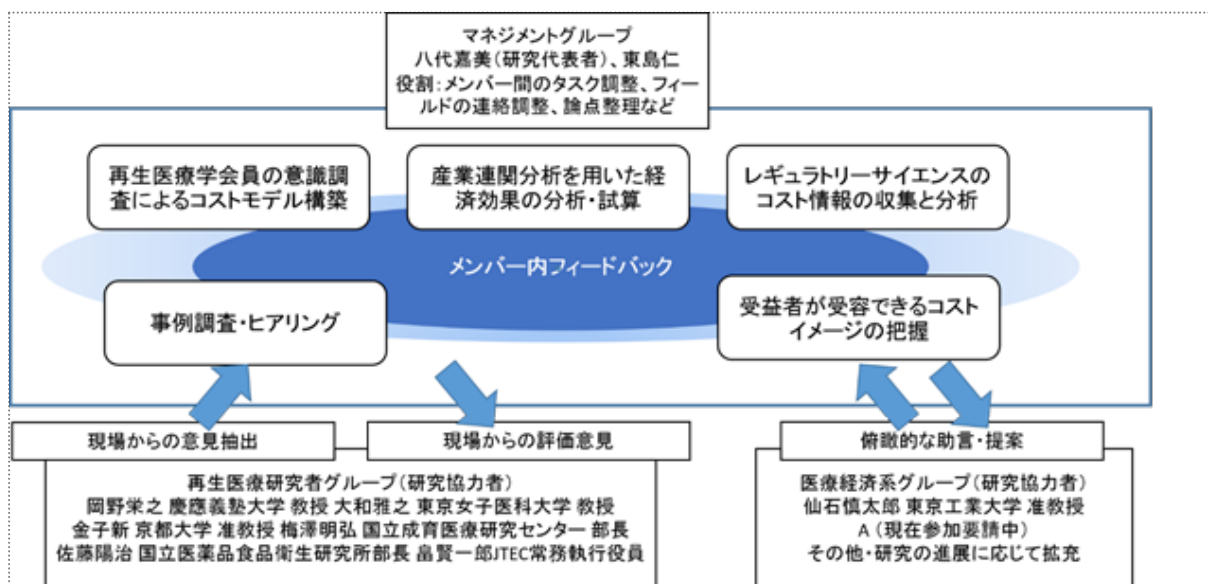 マネジメントグループ
八代嘉美(研究代表者)、東島仁
役割:メンバー間のタスク調整、フィー
ルドの連絡調整、論点整理など
再生医療学会員の意識調
査によるコストモデル構築
産業連関分析を用いた経
済効果の分析・試算
レギュラトリーサイエンスの
コスト情報の収集と分析
メンバー内フィードバック
事例調査・ヒアリング
受益者が受容できるコスト
イメージの把握
現場からの意見抽出
現場からの評価意見
再生医療研究者グループ(研究協力者)
岡野栄之 慶應義塾大学 教授 大和雅之 東京女子医科大学 教授
金子新 京都大学 准教授 梅澤明弘 国立成育医療研究センター 部長
佐藤陽治 国立医薬品食品衛生研究所部長 畠賢一郎JTEC常務執行役員
俯瞰的な助言・提案
医療経済系グループ(研究協力者)
仙石慎太郎 東京工業大学 准教授
A (現在参加要請中)
その他・研究の進展に応じて拡充